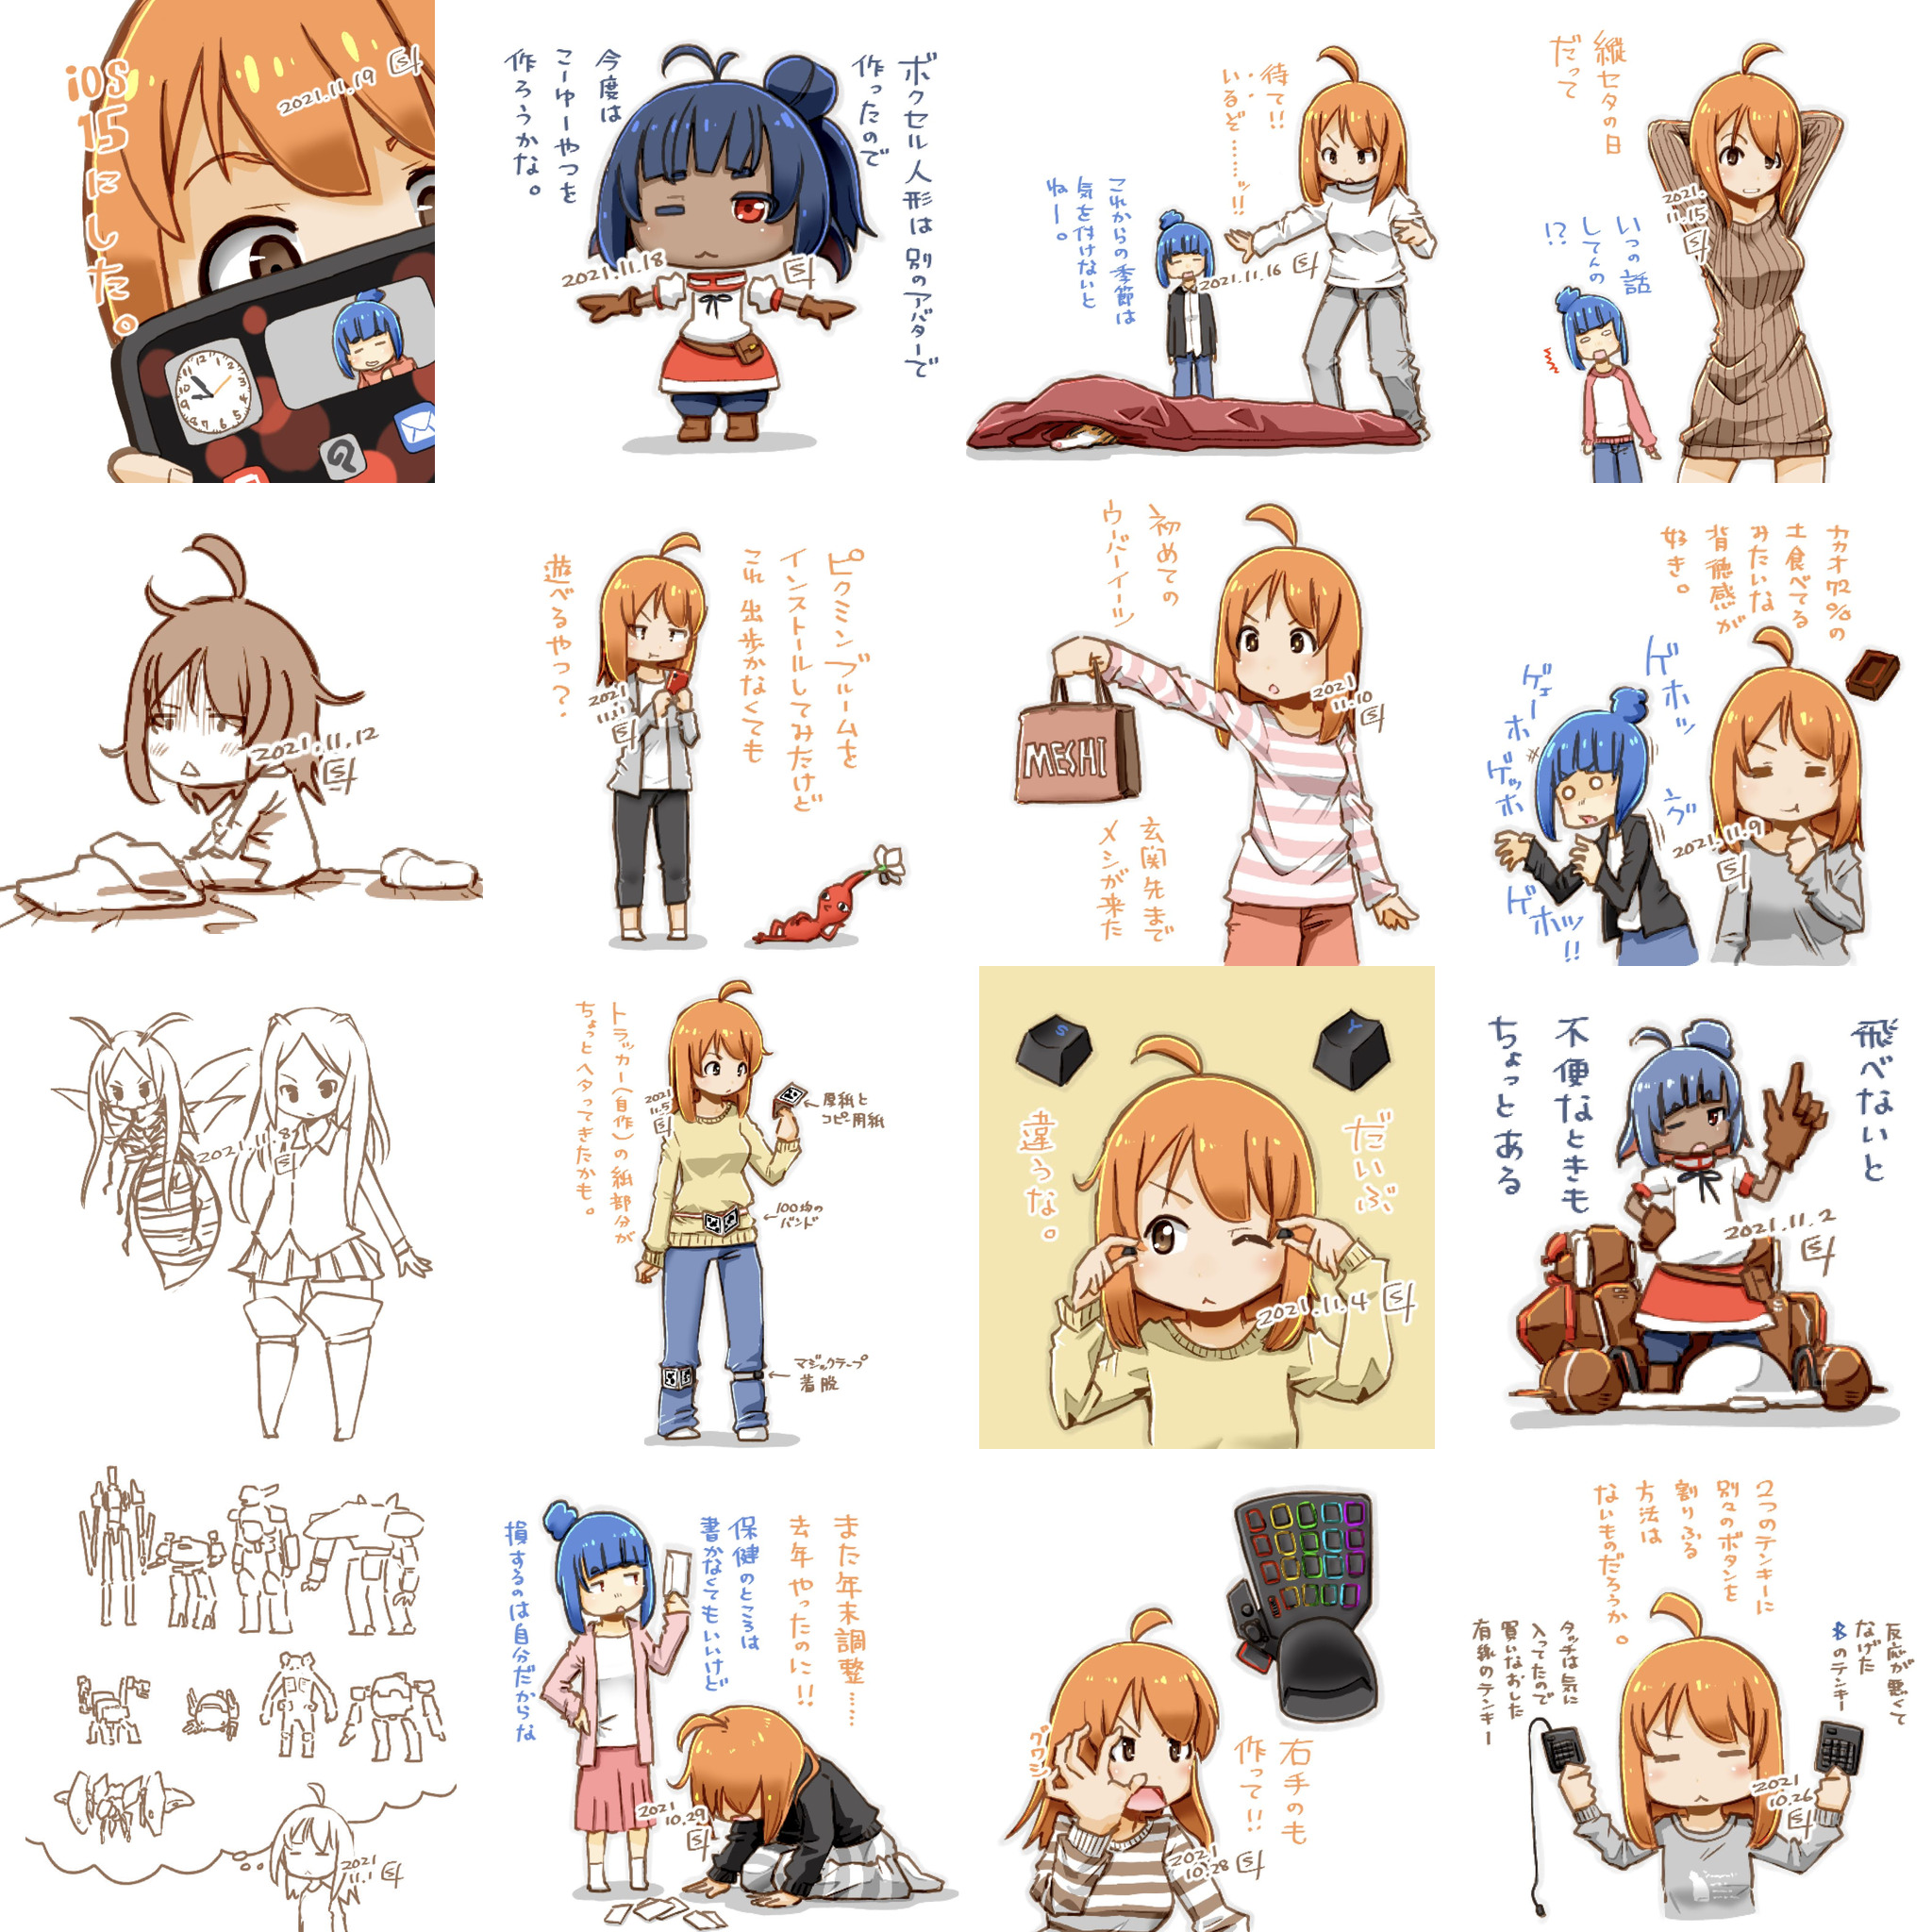 iOS
15
にした。
2021.11.19
12
1
2
3
4
5
6
7
8
9
10
ボクセル人形は別のアバターで
作ったので
今度は
こーゆーやつを
作ろうかな。
2021.11.18
待て!!
いるぞ……ッ!!
これからの季節は
気を付けないと
ねー。
2021.11.16
縦セタの日
だって
2021.
11.15
いつの話
してんの
!?
2021.11.12
ピクミンブルームを
インストールしてみたけど
これ出歩かなくても
遊べるやつ?
2021
11.11
初めての
ウーバーイーツ
MESHI
2021
11.10
玄関先まで
メシが来た
カカオ72%の
土食べてる
みたいな
背徳感が
好き。
ゲホッ
ゲェーホ
ゲッホ
ヴ
ゲホッ!!
2021.11.9
2021.11.8
トラッカー(自作)の紙部分が
ちょっとヘタってきたかも。
2021
11.5
←厚紙と
コピー用紙
←100均の
バンド
←マジックテープ
着脱
S
Y
だいぶ
違うな。
2021.11.4
飛べないと
不便なときも
ちょっとある
2021.11.2
2021
11.1
また年末調整……
去年やったのに!!
保健のところは
書かなくてもいいけど
損するのは自分だからな
2021
10.29
右手のも
作って!!
グワシ
2021
10.28
2つのテンキーに
別々のボタンを
割りふる
方法は
ないものだろうか。
反応が悪くて
なげた
のテンキー
タッチは気に
入ってたので
買いなおした
有線のテンキー
2021
10.26